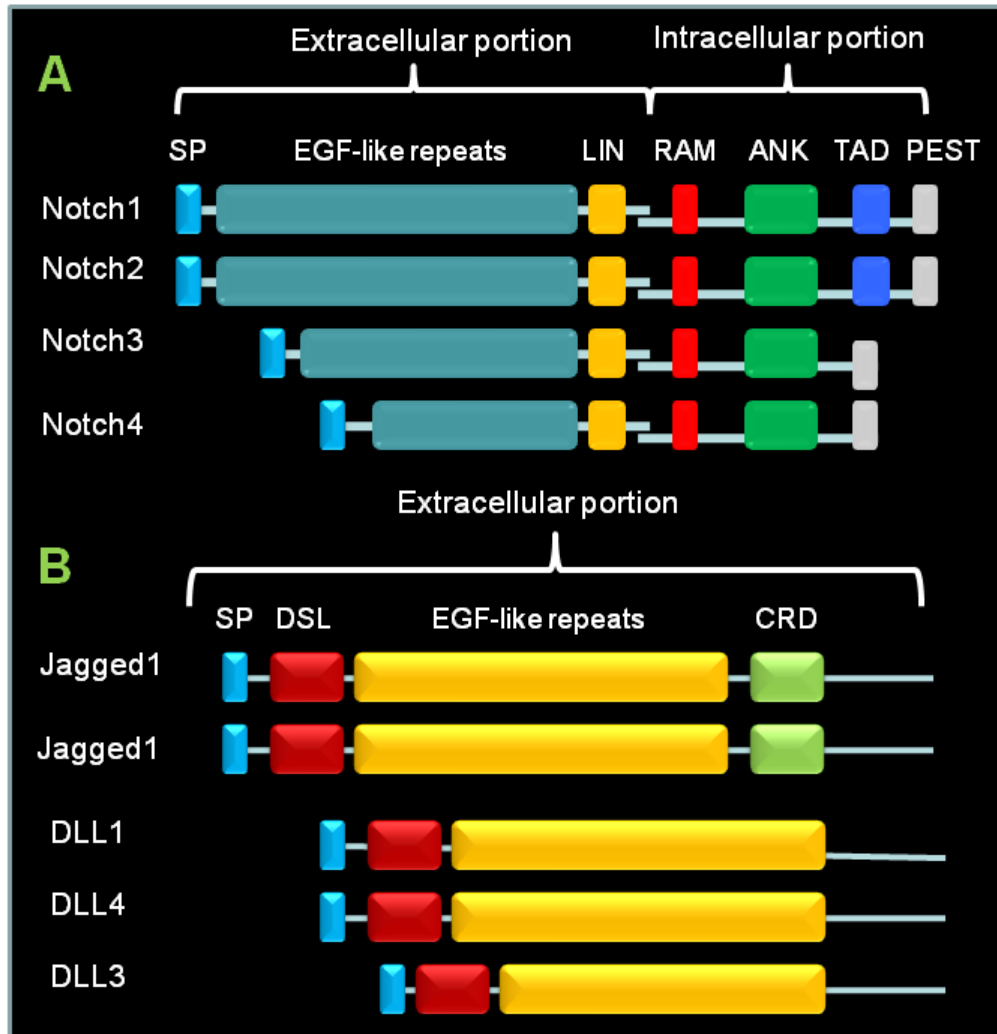 Extracellular portion Intracellular portion
A
SP EGF-like repeats LIN RAM ANK TAD PEST
Notch1
Notch2
Notch3
Notch4
Extracellular portion
B
SP DSL EGF-like repeats CRD
Jagged1
Jagged1
DLL1
DLL4
DLL3